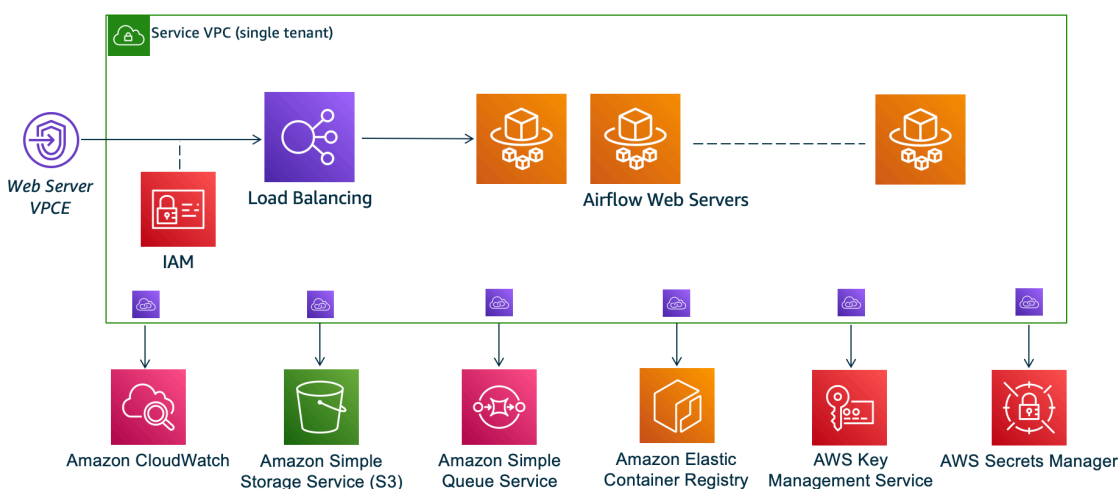 Service VPC (single tenant)
Web Server
VPCE
Load Balancing
Airflow Web Servers
IAM
Amazon CloudWatch
Amazon Simple
Storage Service (S3)
Amazon Simple
Queue Service
Amazon Elastic
Container Registry
AWS Key
Management Service
AWS Secrets Manager